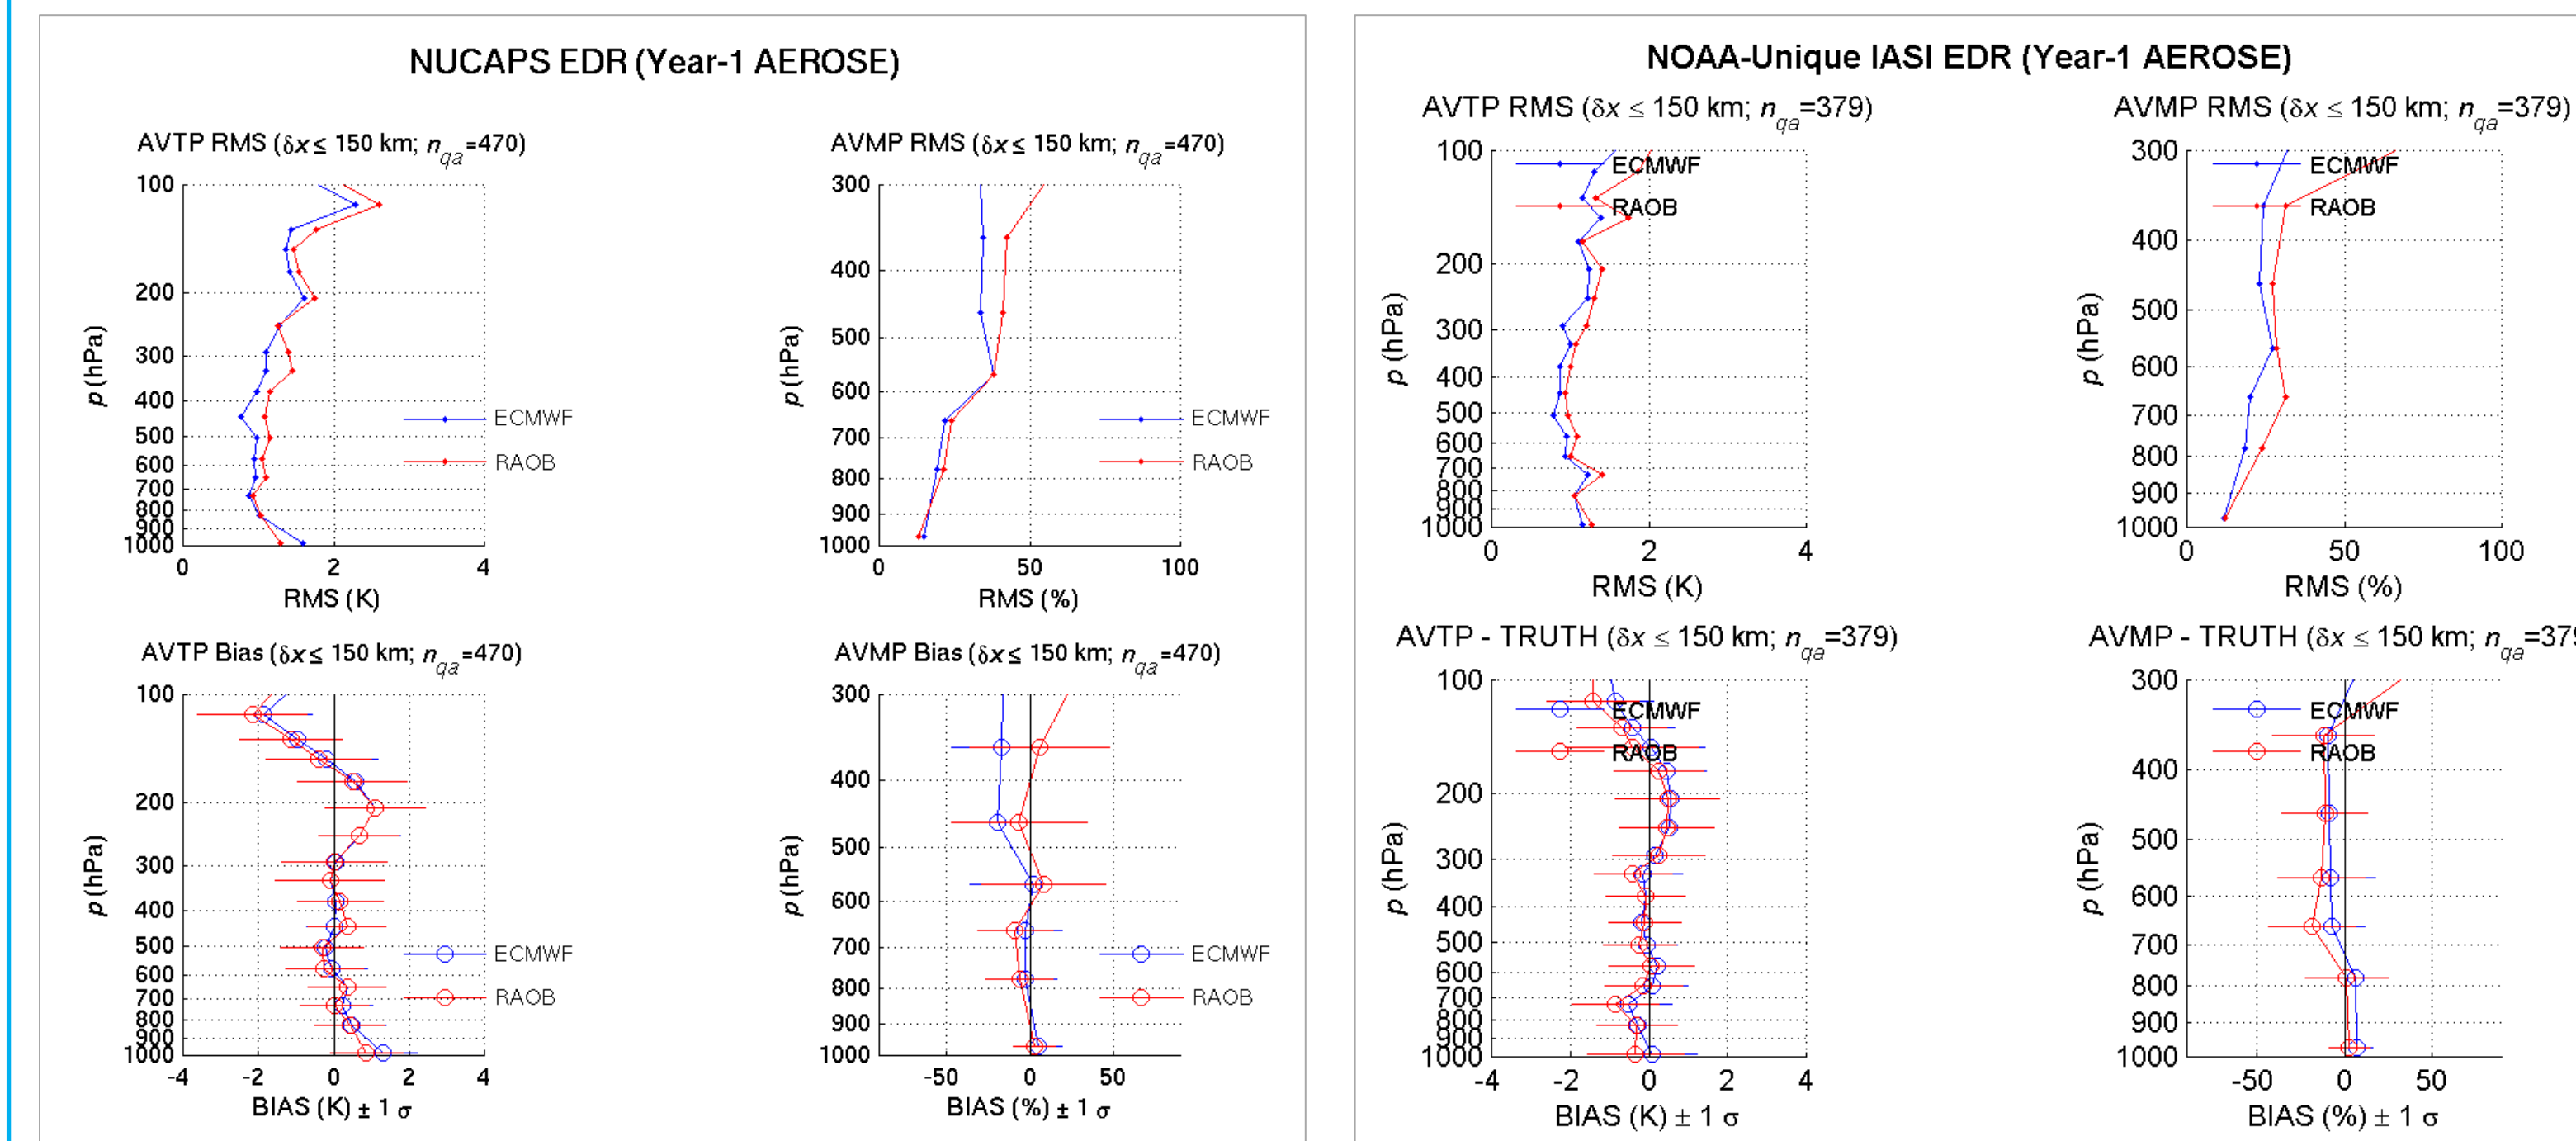 NUCAPS EDR (Year-1 AEROSE)
AVTP RMS (δx ≤ 150 km; n_qa=470)
100
200
300
400
500
600
700
800
900
1000
p (hPa)
ECMWF
RAOB
0 2 4
RMS (K)
AVMP RMS (δx ≤ 150 km; n_qa=470)
300
400
500
600
700
800
900
1000
p (hPa)
ECMWF
RAOB
0 50 100
RMS (%)
AVTP Bias (δx ≤ 150 km; n_qa=470)
100
200
300
400
500
600
700
800
900
1000
p (hPa)
ECMWF
RAOB
-4 -2 0 2 4
BIAS (K) ± 1 σ
AVMP Bias (δx ≤ 150 km; n_qa=470)
300
400
500
600
700
800
900
1000
p (hPa)
ECMWF
RAOB
-50 0 50
BIAS (%) ± 1 σ
NOAA-Unique IASI EDR (Year-1 AEROSE)
AVTP RMS (δx ≤ 150 km; n_qa=379)
100
200
300
400
500
600
700
800
900
1000
p (hPa)
ECMWF
RAOB
0 2 4
RMS (K)
AVMP RMS (δx ≤ 150 km; n_qa=379)
300
400
500
600
700
800
900
1000
p (hPa)
ECMWF
RAOB
0 50 100
RMS (%)
AVTP - TRUTH (δx ≤ 150 km; n_qa=379)
100
200
300
400
500
600
700
800
900
1000
p (hPa)
ECMWF
RAOB
-4 -2 0 2 4
BIAS (K) ± 1 σ
AVMP - TRUTH (δx ≤ 150 km; n_qa=379
300
400
500
600
700
800
900
1000
p (hPa)
ECMWF
RAOB
-50 0 50
BIAS (%) ± 1 σ